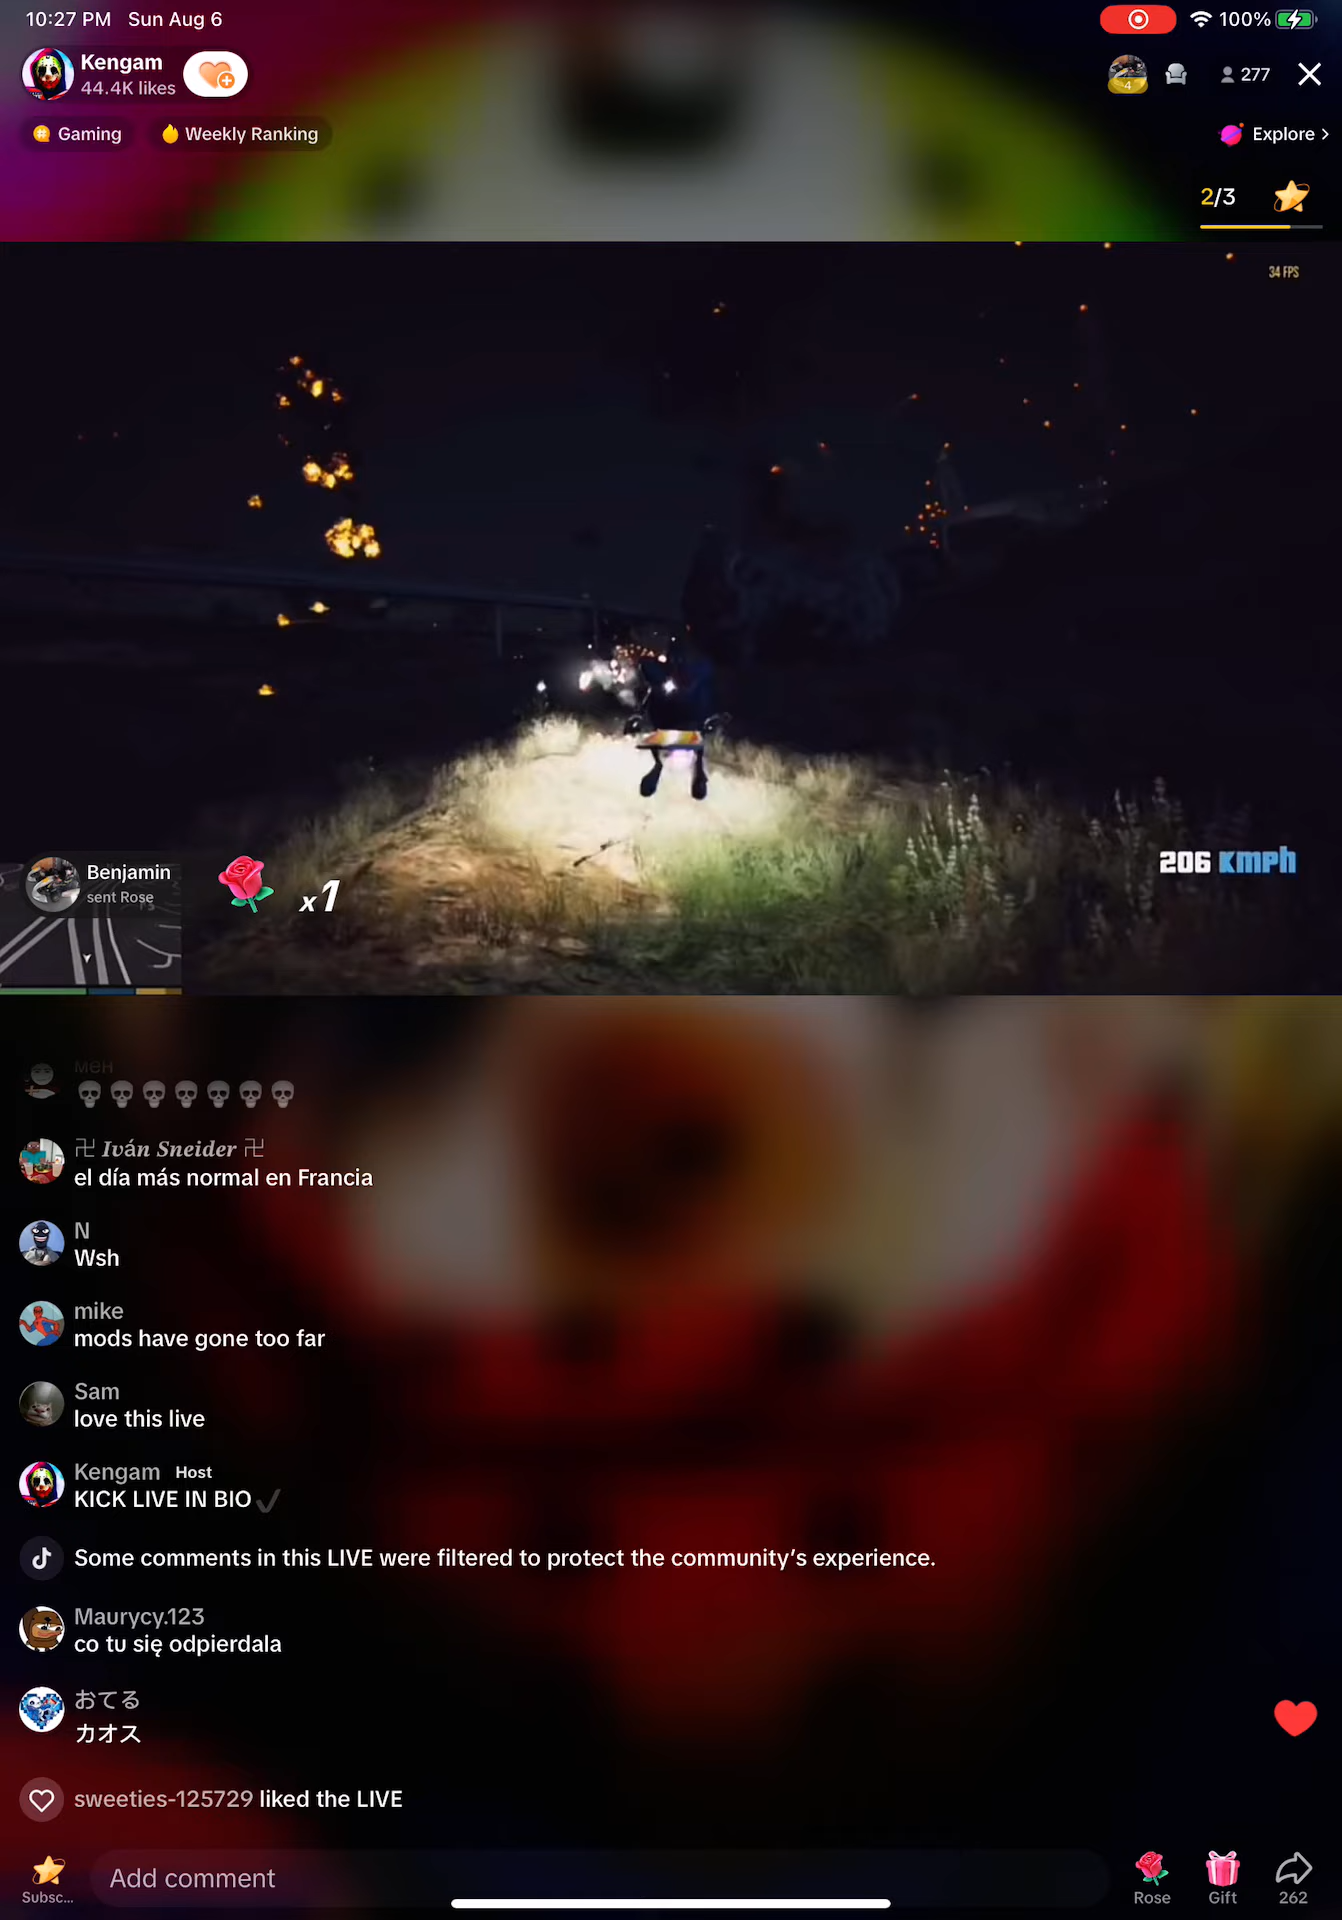 10:27 PM Sun Aug 6
100%
Kengam
44.4K likes
4
277
Gaming
Weekly Ranking
Explore >
2/3
34 FPS
Benjamin
sent Rose
x1
206 KMPH
мен
💀💀💀💀💀💀💀
卍 Iván Sneider 卍
el día más normal en Francia
N
Wsh
mike
mods have gone too far
Sam
love this live
Kengam Host
KICK LIVE IN BIO✔
Some comments in this LIVE were filtered to protect the community's experience.
Maurycy.123
co tu się odpierdala
おてる
カオス
sweeties-125729 liked the LIVE
Subsc...
Add comment
Rose
Gift
262